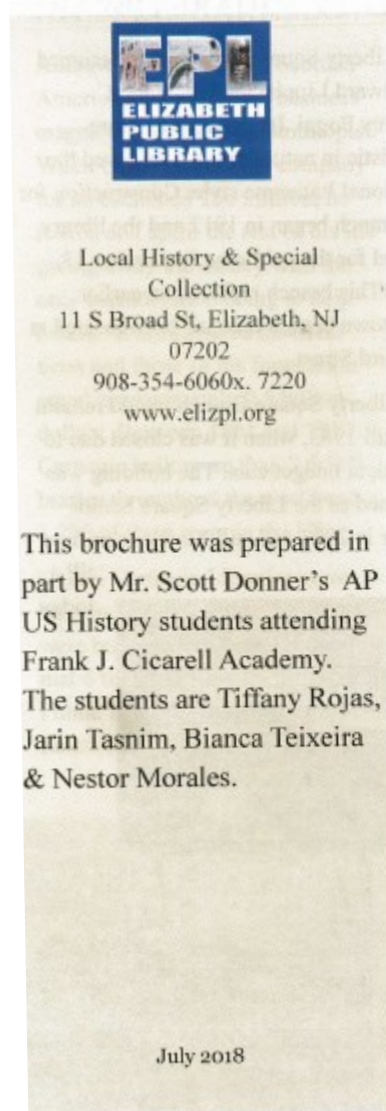 EPL
ELIZABETH
PUBLIC
LIBRARY
Local History & Special
Collection
11 S Broad St, Elizabeth, NJ
07202
908-354-6060x. 7220
www.elizpl.org
This brochure was prepared in
part by Mr. Scott Donner's AP
US History students attending
Frank J. Cicarell Academy.
The students are Tiffany Rojas,
Jarin Tasnim, Bianca Teixeira
& Nestor Morales.
July 2018